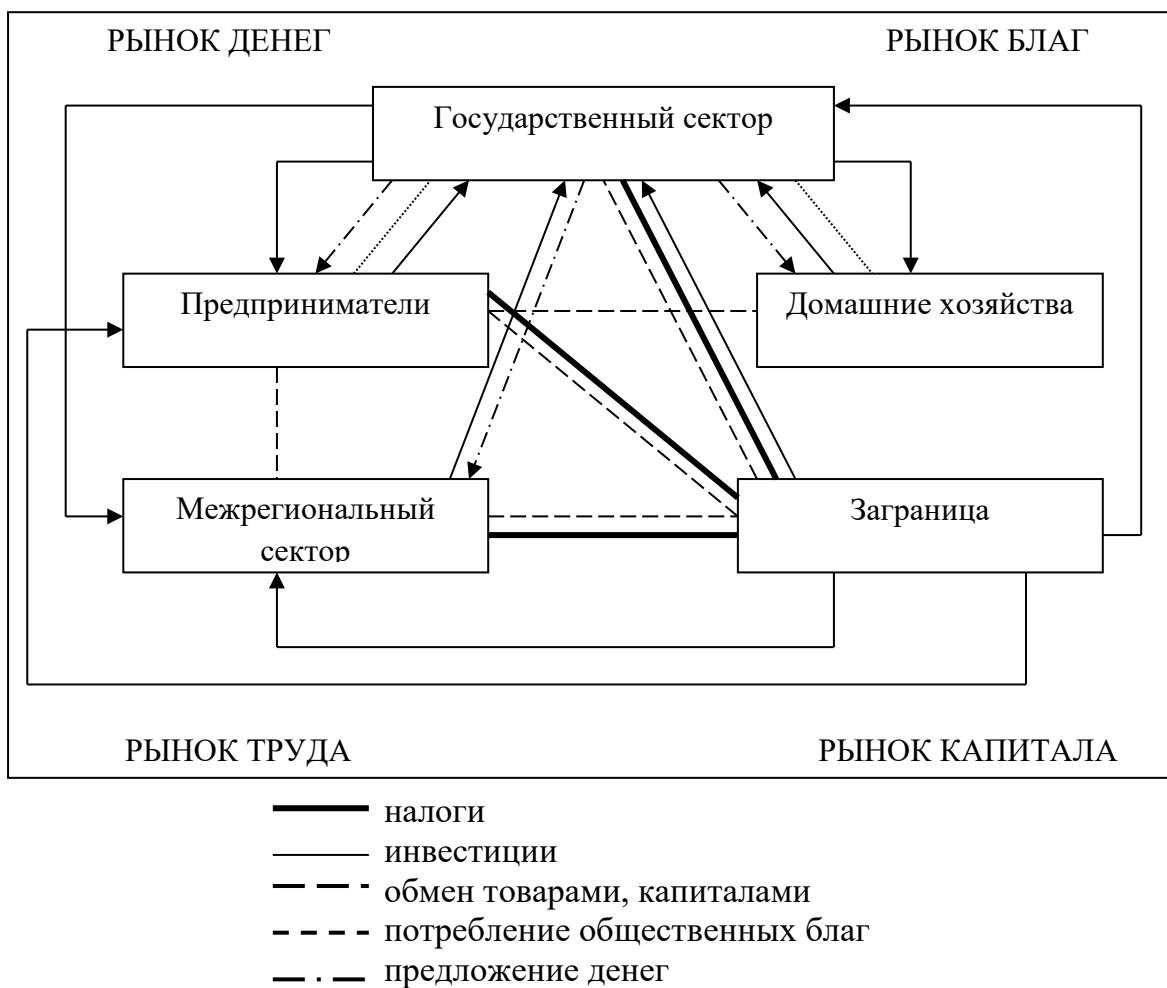 РЫНОК ДЕНЕГ
РЫНОК БЛАГ
Государственный сектор
Предприниматели
Домашние хозяйства
Межрегиональный
сектор
Заграница
РЫНОК ТРУДА
РЫНОК КАПИТАЛА
налоги
инвестиции
обмен товарами, капиталами
потребление общественных благ
предложение денег